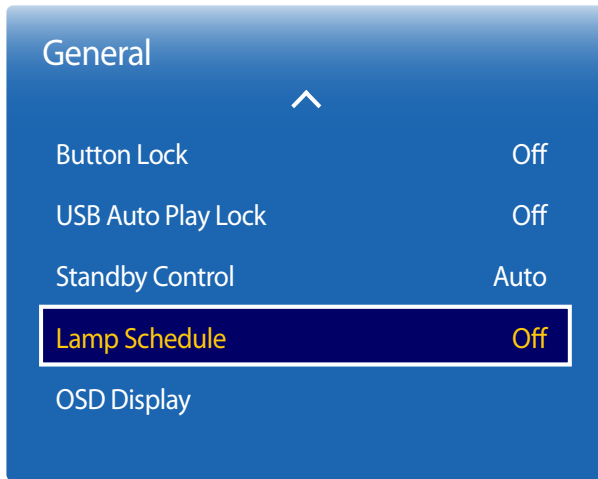 General
Button Lock Off
USB Auto Play Lock Off
Standby Control Auto
Lamp Schedule Off
OSD Display